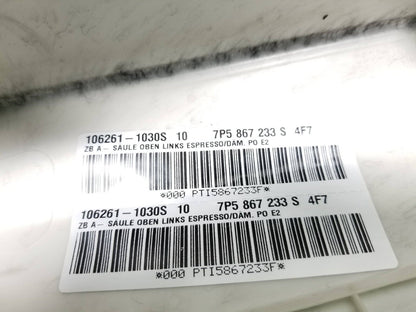 106261-1030S 10 7P5 867 233 S 4F7
ZB A- SAULE OBEN LINKS ESPRESSO/DAM. PO E2
*000 PTI5867233F*
106261-1030S 10 7P5 867 233 S 4F7
ZB A- SAULE OBEN LINKS ESPRESSO/DAM. PO E2
*000 PTI5867233F*